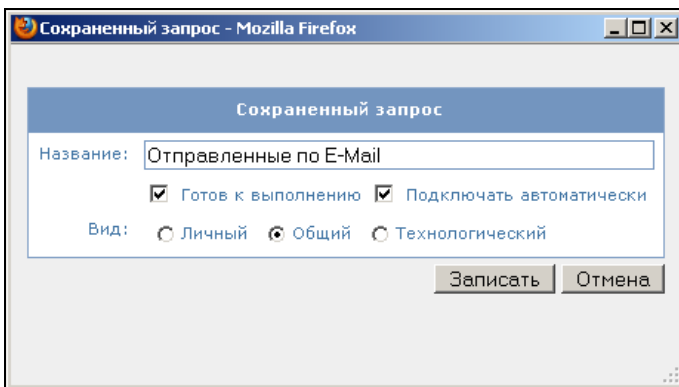 Сохраненный запрос - Mozilla Firefox
Сохраненный запрос
Название: Отправленные по E-Mail
Готов к выполнению Подключать автоматически
Вид: Личный Общий Технологический
Записать Отмена